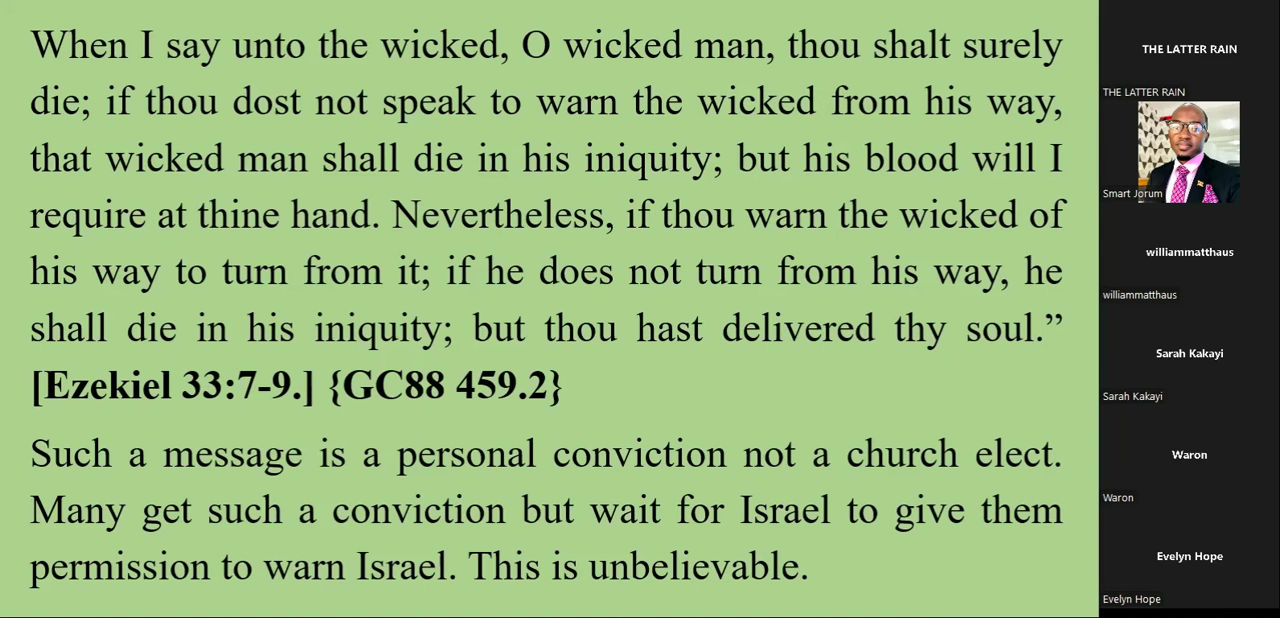 When I say unto the wicked, O wicked man, thou shalt surely
die; if thou dost not speak to warn the wicked from his way,
that wicked man shall die in his iniquity; but his blood will I
require at thine hand. Nevertheless, if thou warn the wicked of
his way to turn from it; if he does not turn from his way, he
shall die in his iniquity; but thou hast delivered thy soul.”
[Ezekiel 33:7-9.] {GC88 459.2}
Such a message is a personal conviction not a church elect.
Many get such a conviction but wait for Israel to give them
permission to warn Israel. This is unbelievable.
THE LATTER RAIN
THE LATTER RAIN
Smart Jorum
williammatthaus
williammatthaus
Sarah Kakayi
Sarah Kakayi
Waron
Waron
Evelyn Hope
Evelyn Hope